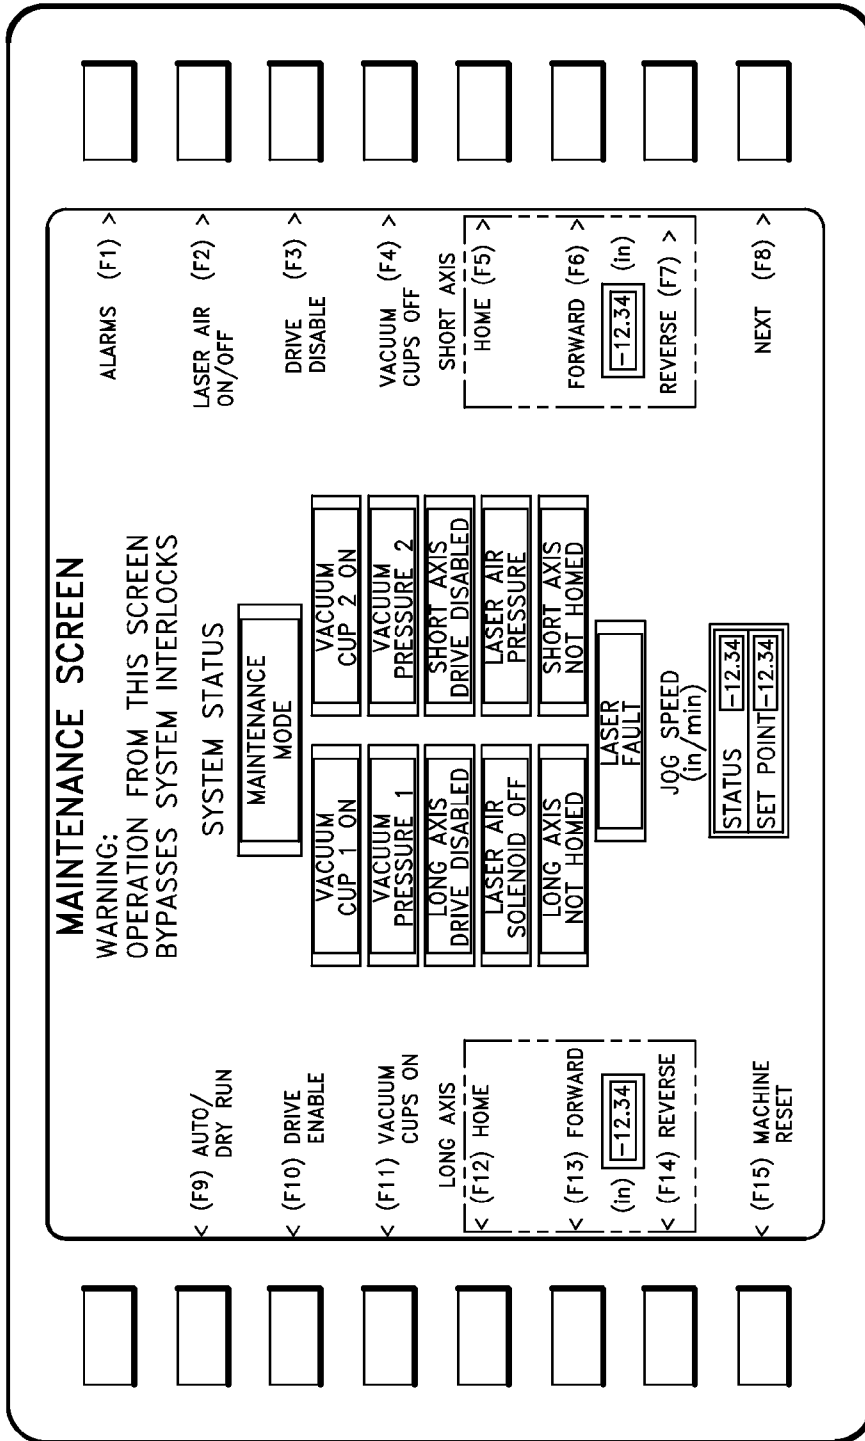 MAINTENANCE SCREEN
WARNING:
OPERATION FROM THIS SCREEN
BYPASSES SYSTEM INTERLOCKS
SYSTEM STATUS
MAINTENANCE
MODE
VACUUM
CUP 1 ON
VACUUM
CUP 2 ON
VACUUM
PRESSURE 1
VACUUM
PRESSURE 2
LONG AXIS
DRIVE DISABLED
SHORT AXIS
DRIVE DISABLED
LASER AIR
SOLENOID OFF
LASER AIR
PRESSURE
LONG AXIS
NOT HOMED
SHORT AXIS
NOT HOMED
LASER
FAULT
JOG SPEED
(in/min)
STATUS -12.34
SET POINT -12.34
< (F9) AUTO/
DRY RUN
< (F10) DRIVE
ENABLE
< (F11) VACUUM
CUPS ON
LONG AXIS
< (F12) HOME
< (F13) FORWARD
(in) -12.34
< (F14) REVERSE
< (F15) MACHINE
RESET
ALARMS (F1) >
LASER AIR (F2) >
ON/OFF
DRIVE (F3) >
DISABLE
VACUUM (F4) >
CUPS OFF
SHORT AXIS
HOME (F5) >
FORWARD (F6) >
-12.34 (in)
REVERSE (F7) >
NEXT (F8) >